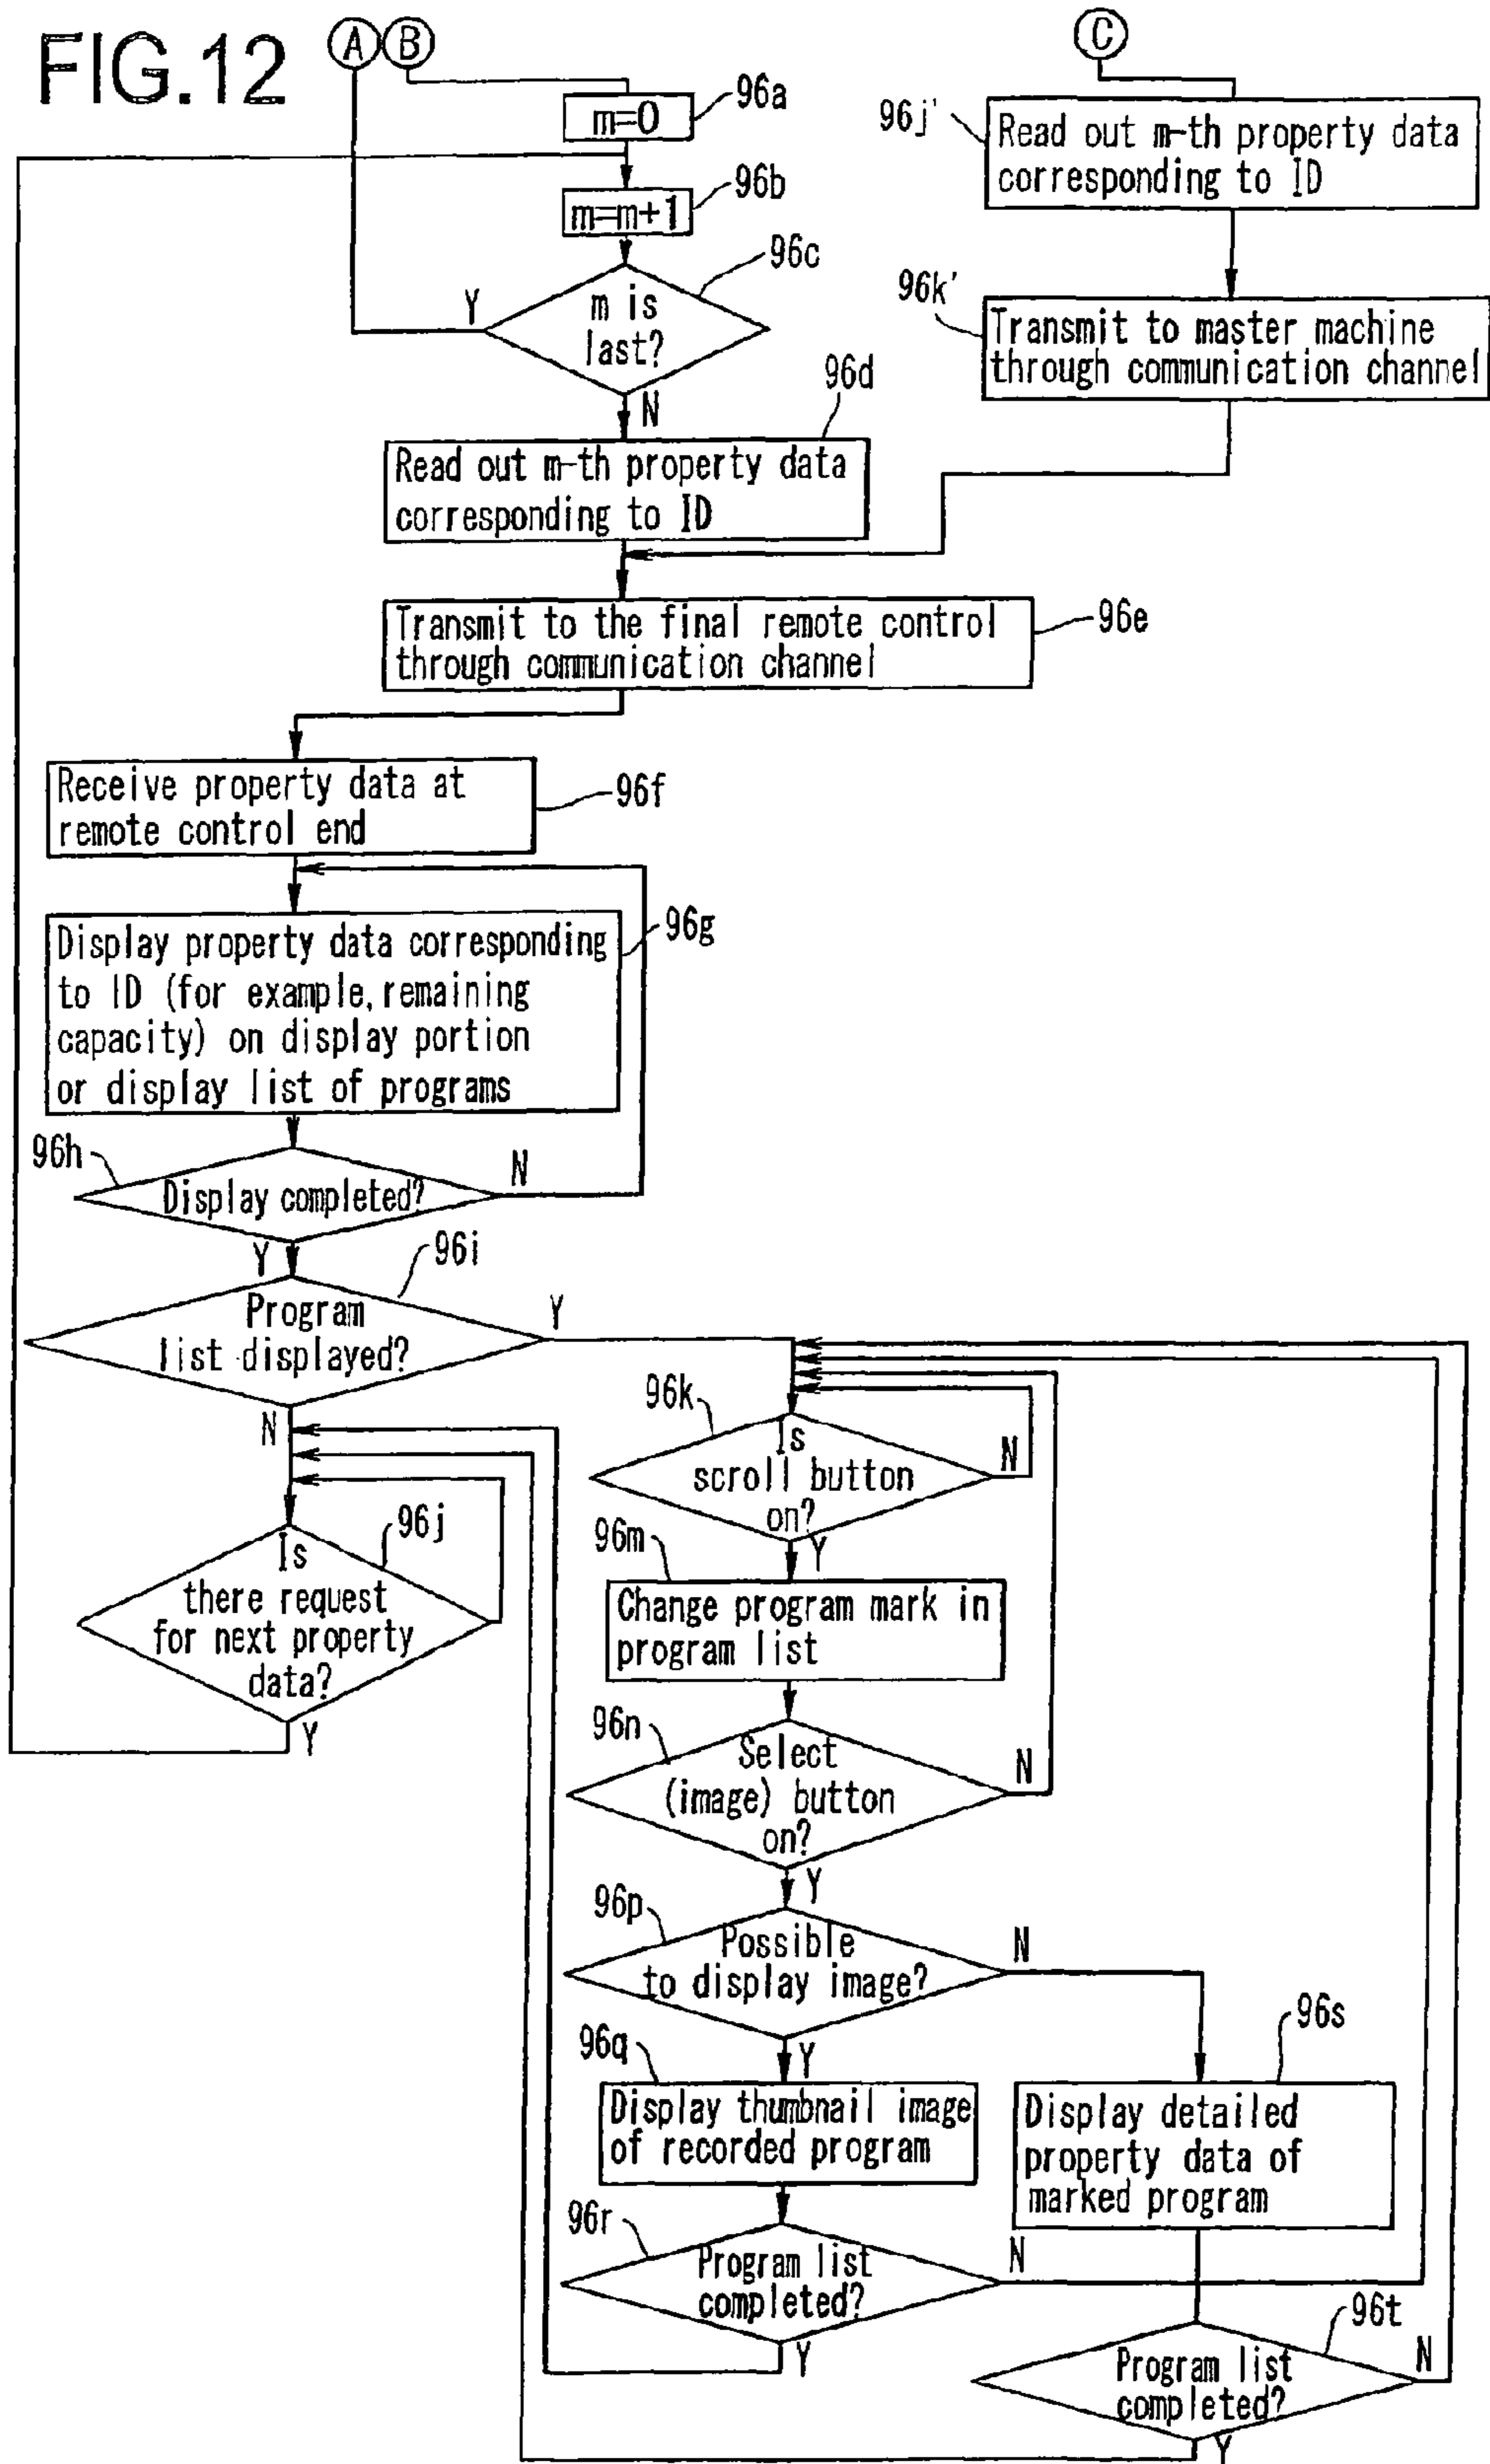 FIG.12
A B
C
96a
m=0
96b
m=m+1
96c
m is
last?
Y
N
96j'
Read out m-th property data
corresponding to ID
96k'
Transmit to master machine
through communication channel
96d
Read out m-th property data
corresponding to ID
96e
Transmit to the final remote control
through communication channel
96f
Receive property data at
remote control end
96g
Display property data corresponding
to ID (for example, remaining
capacity) on display portion
or display list of programs
96h
Display completed?
N
Y
96i
Program
list displayed?
Y
N
96j
Is
there request
for next property
data?
Y
96k
Is
scroll button
on?
N
Y
96m
Change program mark in
program list
96n
Select
(image) button
on?
N
Y
96p
Possible
to display image?
N
Y
96q
Display thumbnail image
of recorded program
96s
Display detailed
property data of
marked program
96r
Program list
completed?
N
Y
96t
Program list
completed?
N
Y